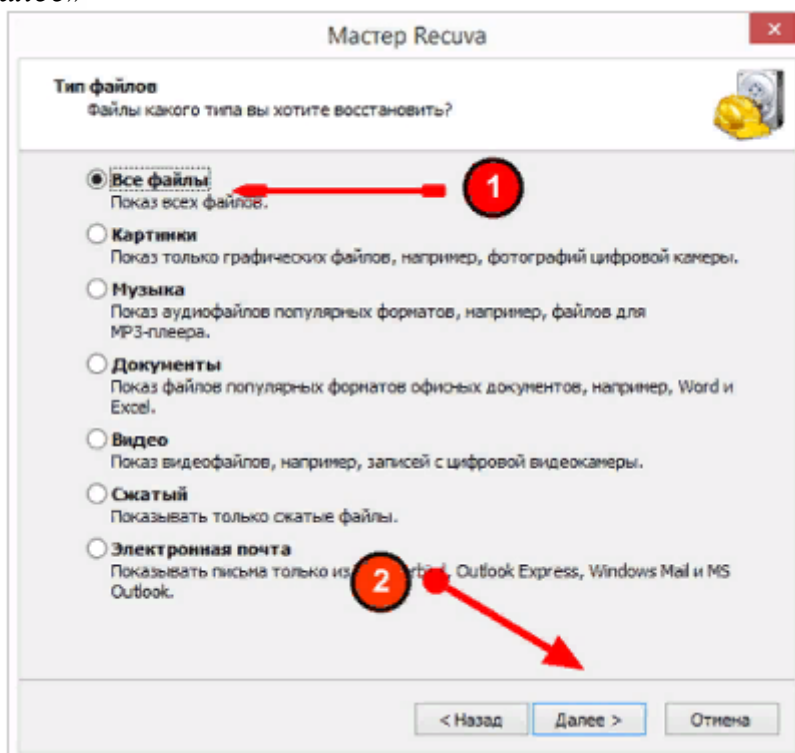 Мастер Recuva
Тип файлов
Файлы какого типа вы хотите восстановить?
Все файлы
1
Показ всех файлов.
Картинки
Показ только графических файлов, например, фотографий цифровой камеры.
Музыка
Показ аудиофайлов популярных форматов, например, файлов для
MP3-плеера.
Документы
Показ файлов популярных форматов офисных документов, например, Word и
Excel.
Видео
Показ видеофайлов, например, записей с цифровой видеокамеры.
Сжатый
Показывать только сжатые файлы.
Электронная почта
Показывать письма только из 2 Outlook Express, Windows Mail и MS
Outlook.
< Назад Далее > Отмена